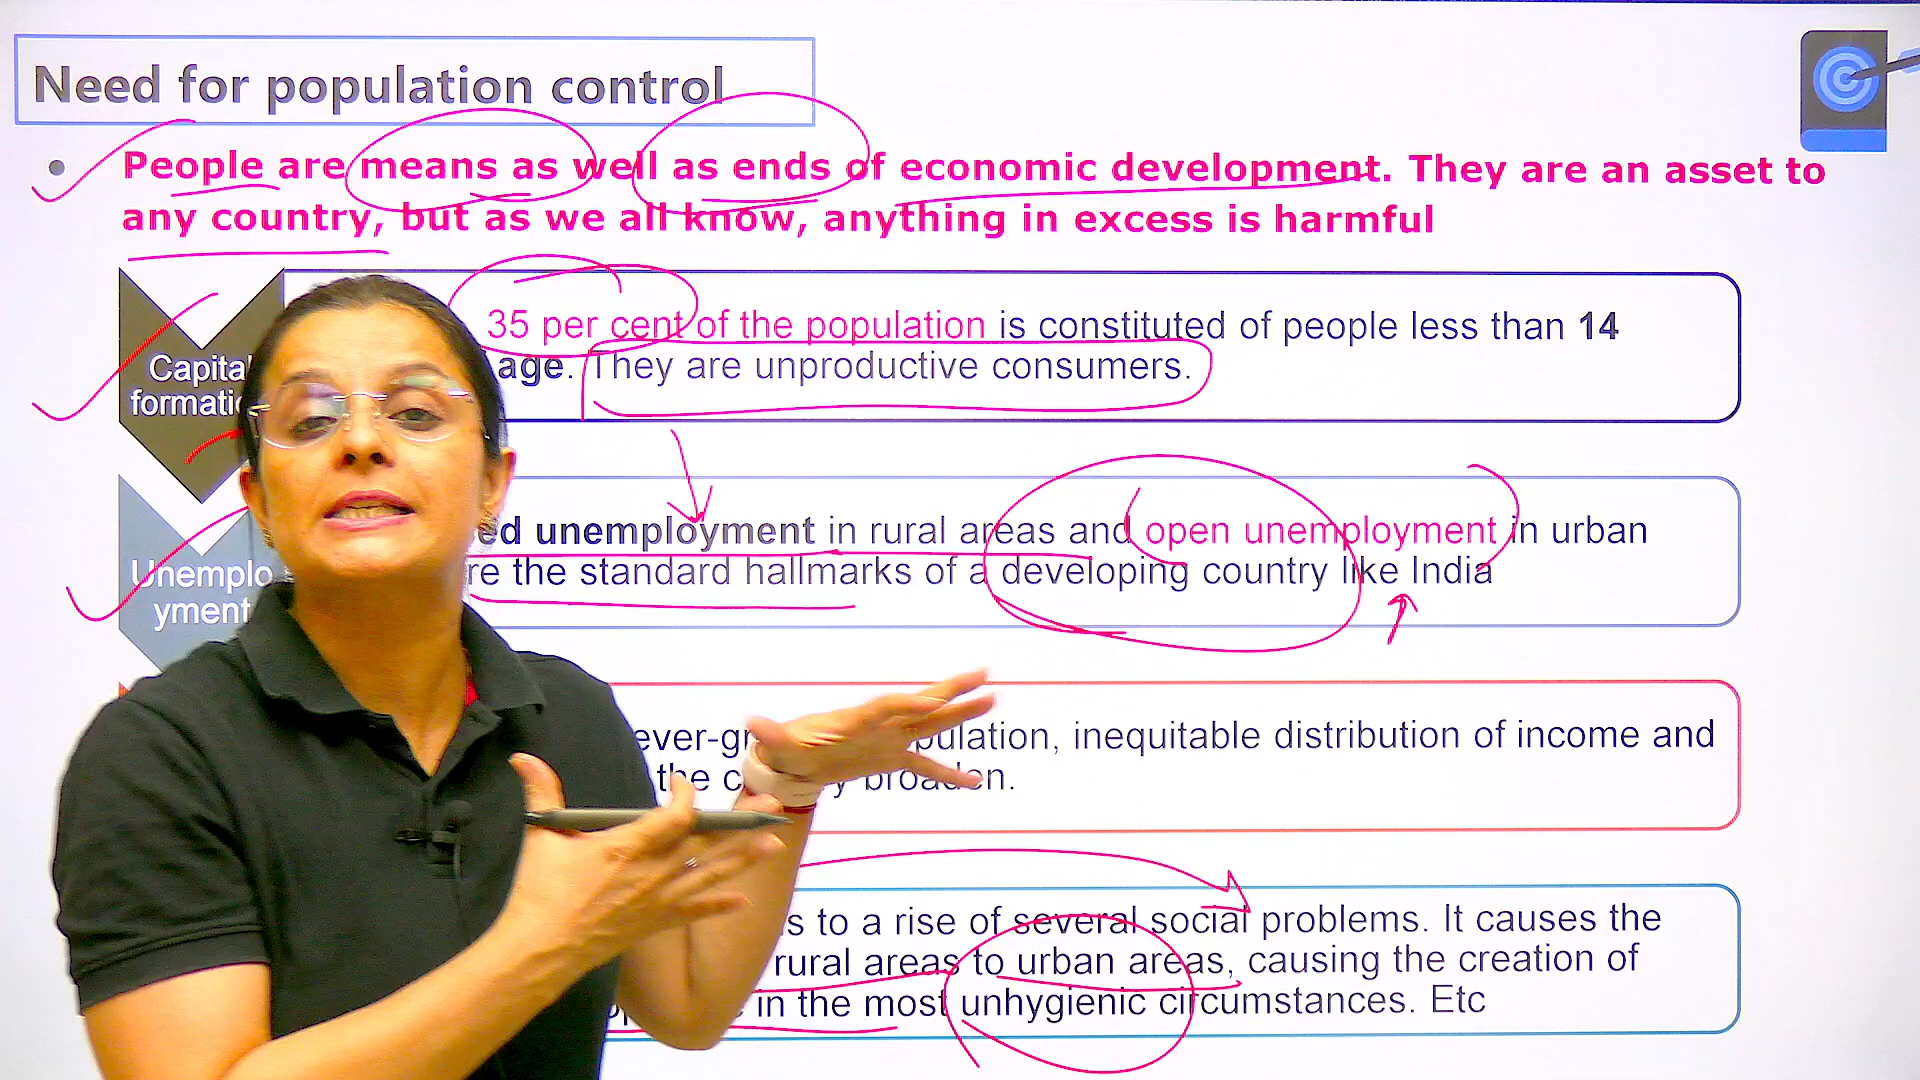 Need for population control
• People are means as well as ends of economic development. They are an asset to
any country, but as we all know, anything in excess is harmful
35 per cent of the population is constituted of people less than 14
age. They are unproductive consumers.
Capital
formati
ed unemployment in rural areas and open unemployment in urban
re the standard hallmarks of a developing country like India
Unemplo
yment
ever-gr pulation, inequitable distribution of income and
the c y broaden.
s to a rise of several social problems. It causes the
rural areas to urban areas, causing the creation of
in the most unhygienic circumstances. Etc